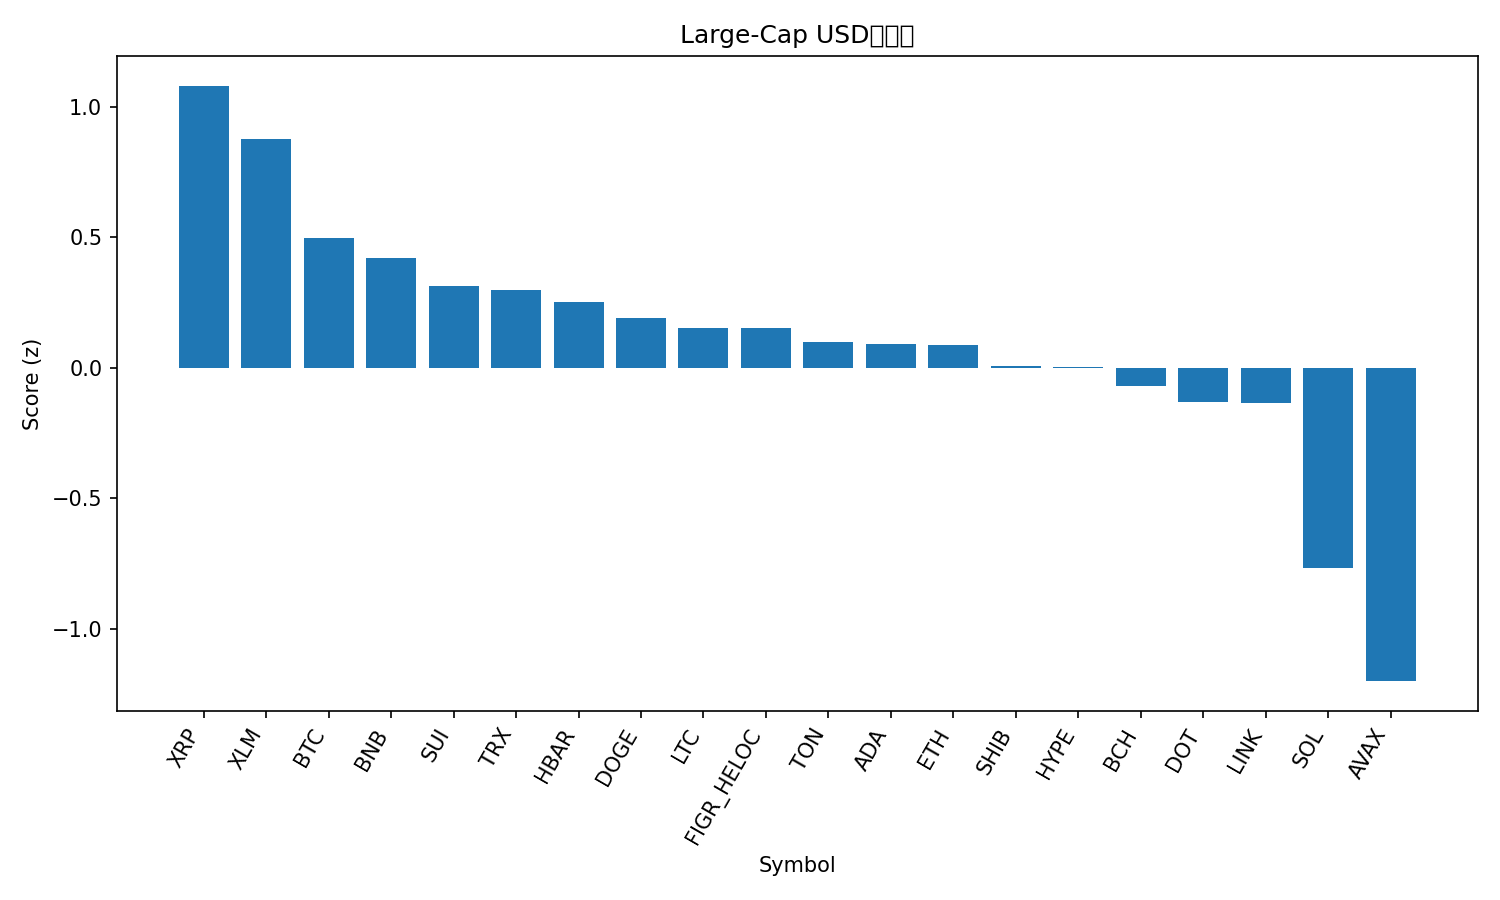 Large-Cap USD
1.0
0.5
0.0
−0.5
−1.0
Score (z)
XRP
XLM
BTC
BNB
SUI
TRX
HBAR
DOGE
LTC
FIGR_HELOC
TON
ADA
ETH
SHIB
HYPE
BCH
DOT
LINK
SOL
AVAX
Symbol